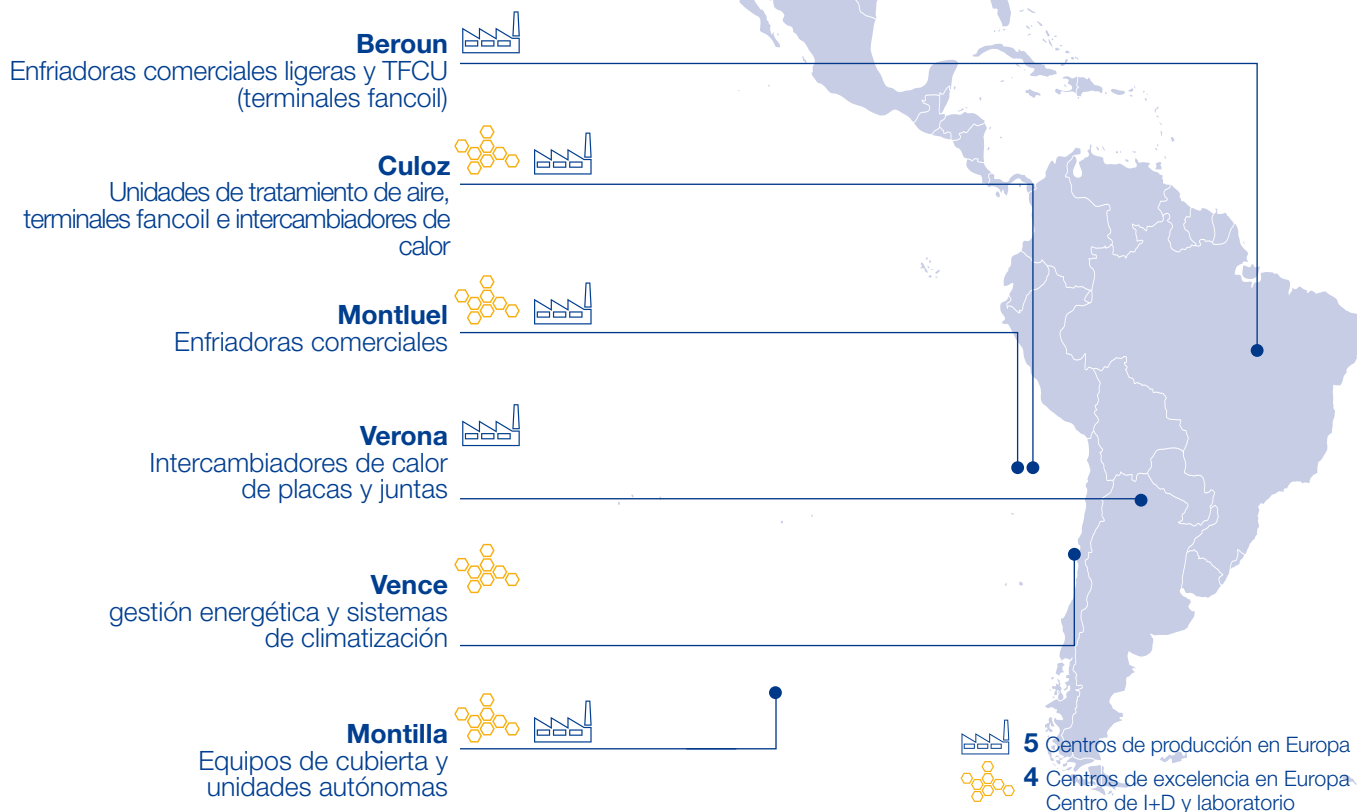 Beroun
Enfriadoras comerciales ligeras y TFCU
(terminales fancoil)
Culoz
Unidades de tratamiento de aire,
terminales fancoil e intercambiadores de
calor
Montluel
Enfriadoras comerciales
Verona
Intercambiadores de calor
de placas y juntas
Vence
gestión energética y sistemas
de climatización
Montilla
Equipos de cubierta y
unidades autónomas
5 Centros de producción en Europa
4 Centros de excelencia en Europa
Centro de I+D y laboratorio